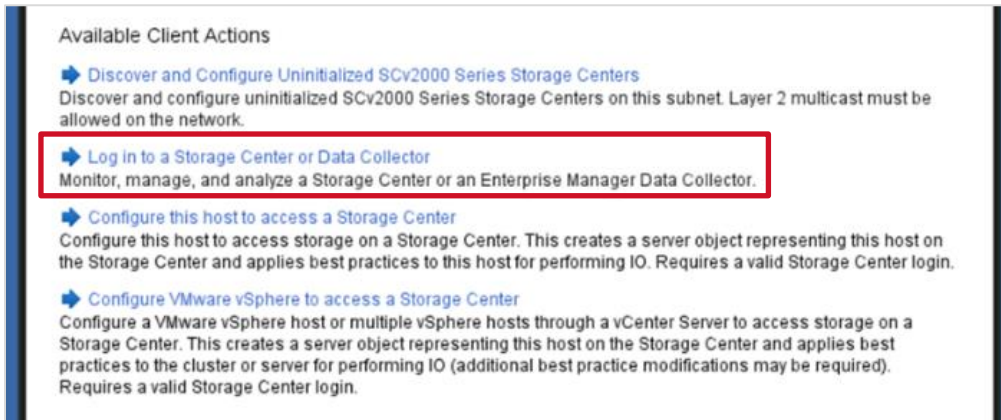 Available Client Actions
Discover and Configure Uninitialized SCv2000 Series Storage Centers
Discover and configure uninitialized SCv2000 Series Storage Centers on this subnet. Layer 2 multicast must be
allowed on the network.
Log in to a Storage Center or Data Collector
Monitor, manage, and analyze a Storage Center or an Enterprise Manager Data Collector.
Configure this host to access a Storage Center
Configure this host to access storage on a Storage Center. This creates a server object representing this host on
the Storage Center and applies best practices to this host for performing IO. Requires a valid Storage Center login.
Configure VMware vSphere to access a Storage Center
Configure a VMware vSphere host or multiple vSphere hosts through a vCenter Server to access storage on a
Storage Center. This creates a server object representing this host on the Storage Center and applies best
practices to the cluster or server for performing IO (additional best practice modifications may be required).
Requires a valid Storage Center login.